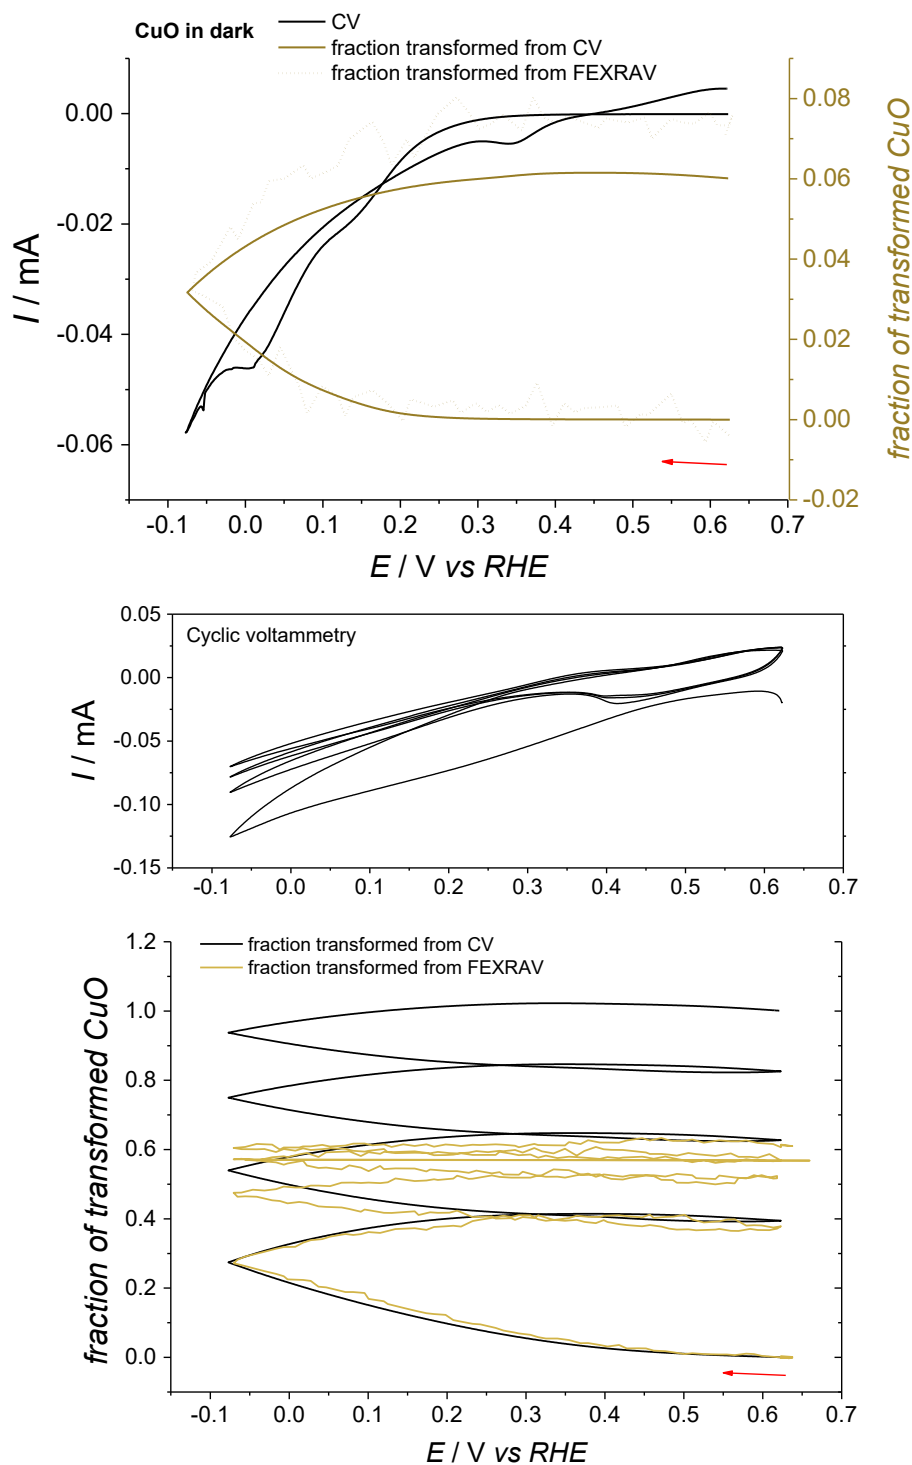 CuO in dark
CV
fraction transformed from CV
fraction transformed from FEXRAV
0.00
-0.02
-0.04
-0.06
I / mA
0.08
0.06
0.04
0.02
0.00
-0.02
fraction of transformed CuO
-0.1 0.0 0.1 0.2 0.3 0.4 0.5 0.6 0.7
E / V vs RHE
Cyclic voltammetry
0.05
0.00
-0.05
-0.10
-0.15
I / mA
-0.1 0.0 0.1 0.2 0.3 0.4 0.5 0.6 0.7
fraction transformed from CV
fraction transformed from FEXRAV
1.2
1.0
0.8
0.6
0.4
0.2
0.0
fraction of transformed CuO
-0.1 0.0 0.1 0.2 0.3 0.4 0.5 0.6 0.7
E / V vs RHE